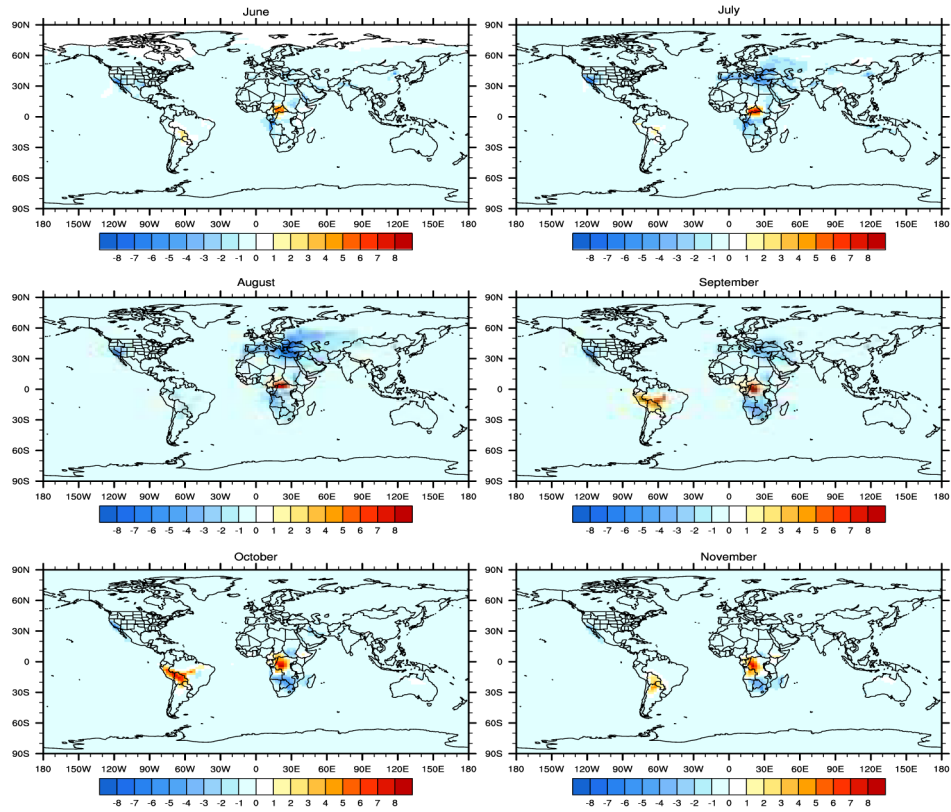 June
July
90N
60N
30N
0
30S
60S
90S
180 150W 120W 90W 60W 30W 0 30E 60E 90E 120E 150E 180
-8 -7 -6 -5 -4 -3 -2 -1 0 1 2 3 4 5 6 7 8
90N
60N
30N
0
30S
60S
90S
180 150W 120W 90W 60W 30W 0 30E 60E 90E 120E 150E 180
-8 -7 -6 -5 -4 -3 -2 -1 0 1 2 3 4 5 6 7 8
August
September
90N
60N
30N
0
30S
60S
90S
180 150W 120W 90W 60W 30W 0 30E 60E 90E 120E 150E 180
-8 -7 -6 -5 -4 -3 -2 -1 0 1 2 3 4 5 6 7 8
90N
60N
30N
0
30S
60S
90S
180 150W 120W 90W 60W 30W 0 30E 60E 90E 120E 150E 180
-8 -7 -6 -5 -4 -3 -2 -1 0 1 2 3 4 5 6 7 8
October
November
90N
60N
30N
0
30S
60S
90S
180 150W 120W 90W 60W 30W 0 30E 60E 90E 120E 150E 180
-8 -7 -6 -5 -4 -3 -2 -1 0 1 2 3 4 5 6 7 8
90N
60N
30N
0
30S
60S
90S
180 150W 120W 90W 60W 30W 0 30E 60E 90E 120E 150E 180
-8 -7 -6 -5 -4 -3 -2 -1 0 1 2 3 4 5 6 7 8